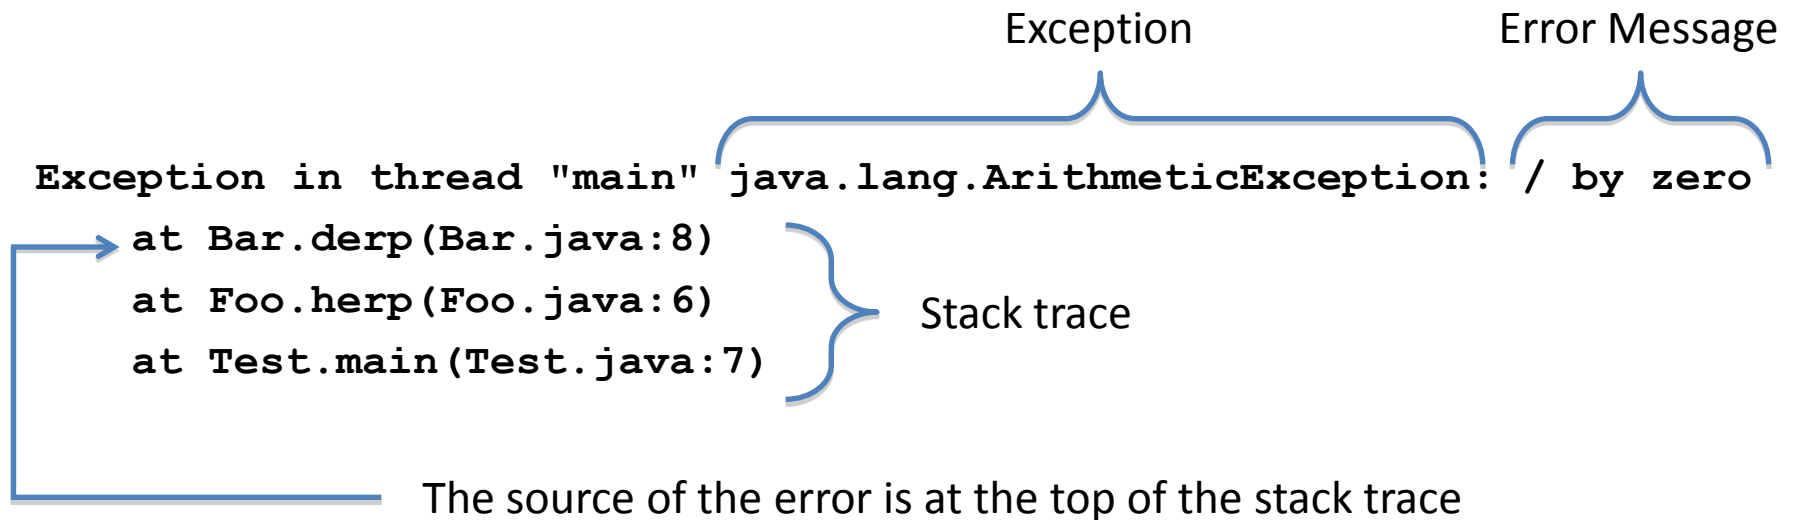 Exception Error Message
Exception in thread "main" java.lang.ArithmeticException: / by zero
at Bar.derp(Bar.java:8)
at Foo.herp(Foo.java:6)
at Test.main(Test.java:7)
Stack trace
The source of the error is at the top of the stack trace